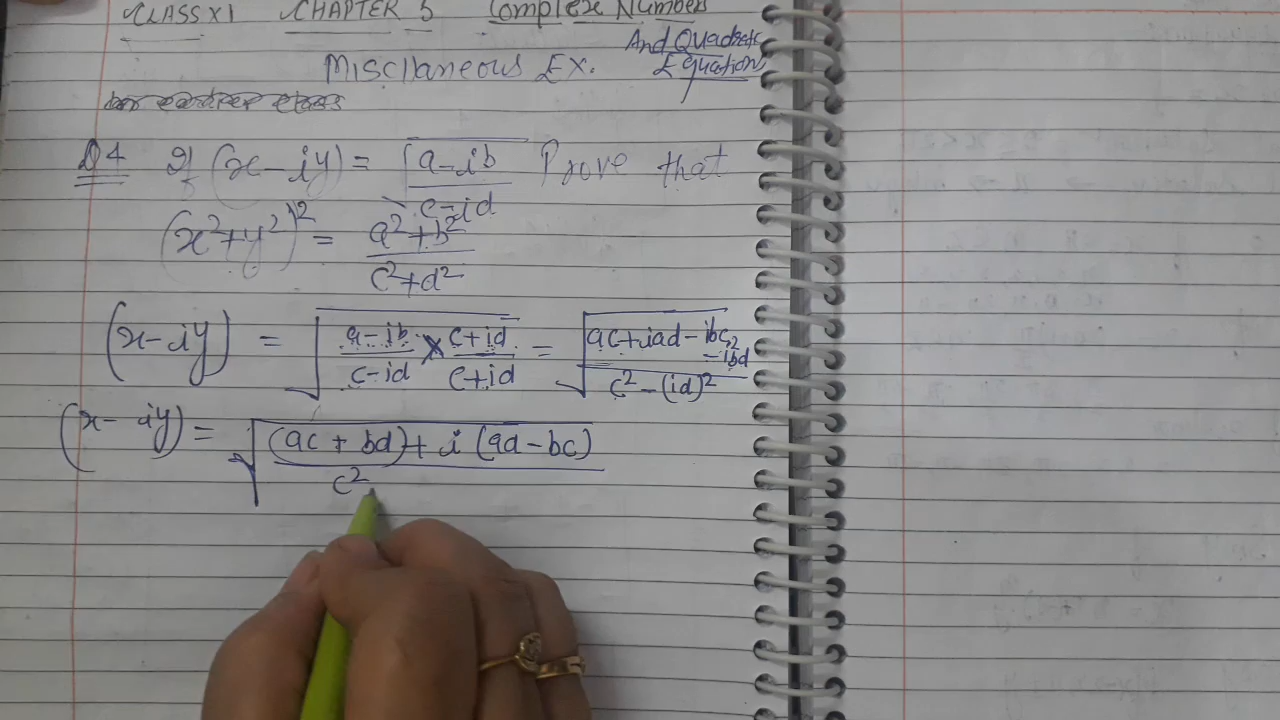 CLASS XI CHAPTER 5 Complex Numbers
And Quadratic
Miscllaneous Ex. Equation
Q4 If (x-iy) = √(a-ib / c-id) Prove that
(x²+y²)² = a²+b² / c²+d²
(x-iy) = √(a-ib / c-id × c+id / c+id) = √(ac+iad-ibc-i²bd / c²-(id)²)
(x-iy) = √((ac+bd)+i(ad-bc) / c²